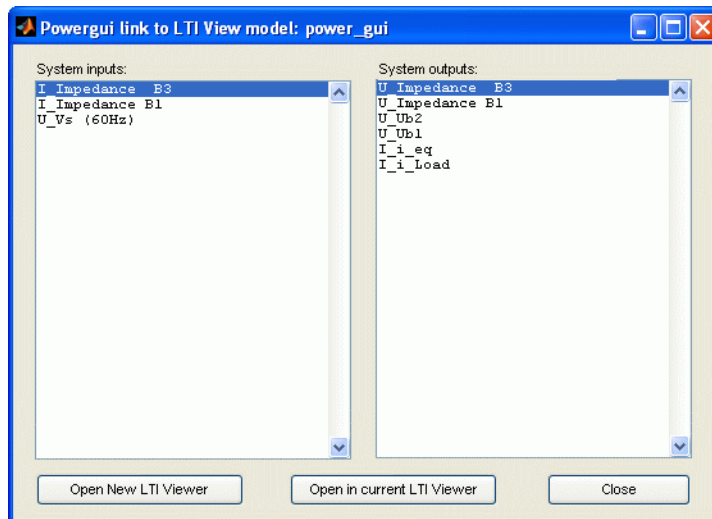 Powergui link to LTI View model: power_gui
System inputs:
I_Impedance  B3
I_Impedance B1
U_Vs (60Hz)
System outputs:
U_Impedance  B3
U_Impedance B1
U_Ub2
U_Ub1
I_i_eq
I_i_Load
Open New LTI Viewer
Open in current LTI Viewer
Close